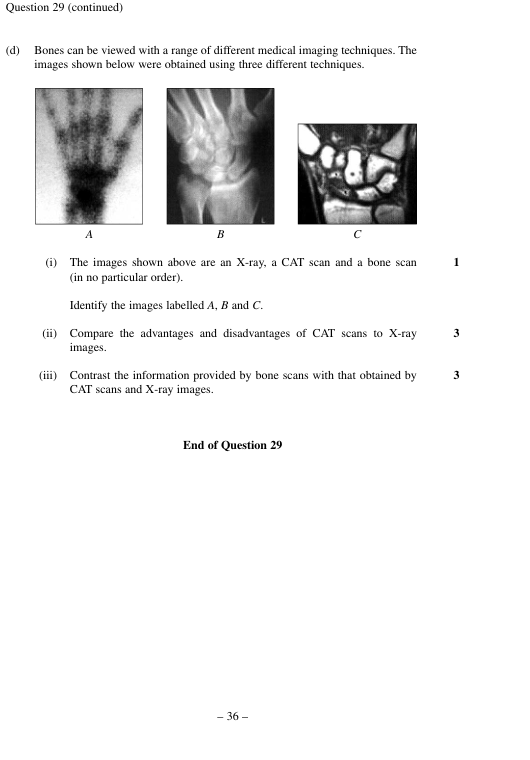 Question 29 (continued)
(d) Bones can be viewed with a range of different medical imaging techniques. The
images shown below were obtained using three different techniques.
A B C
(i) The images shown above are an X-ray, a CAT scan and a bone scan 1
(in no particular order).
Identify the images labelled A, B and C.
(ii) Compare the advantages and disadvantages of CAT scans to X-ray 3
images.
(iii) Contrast the information provided by bone scans with that obtained by 3
CAT scans and X-ray images.
End of Question 29
– 36 –